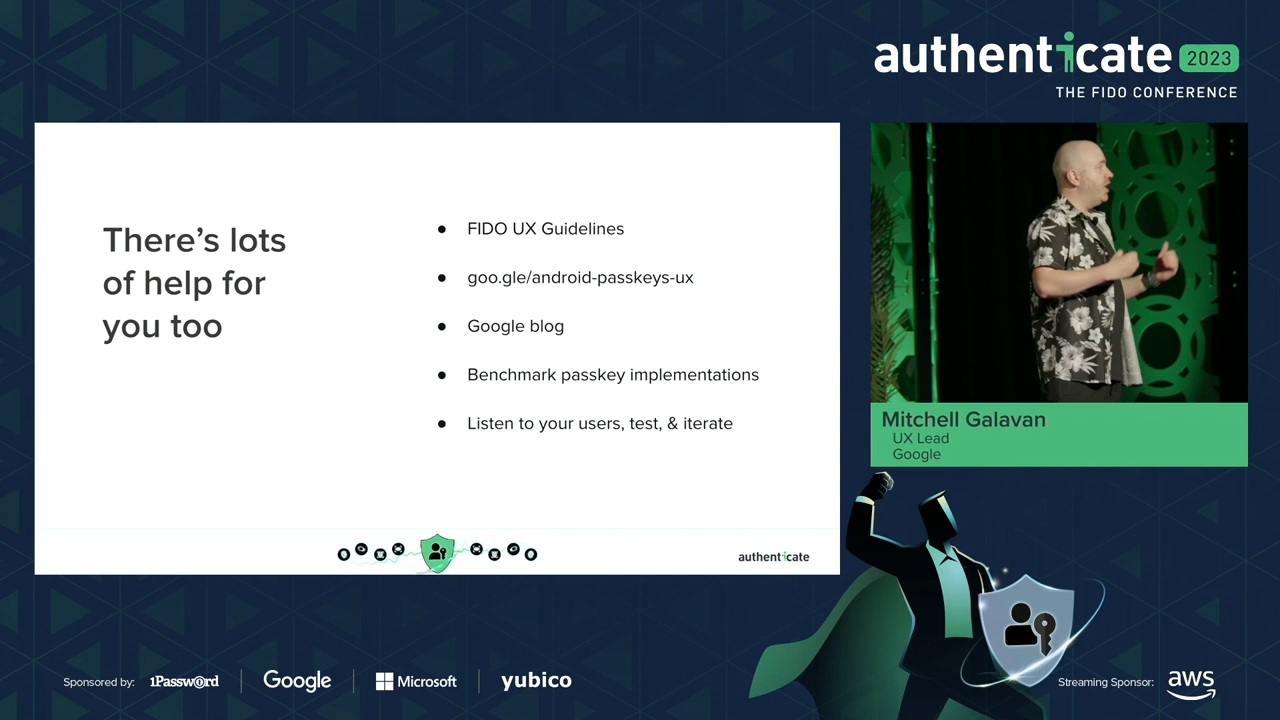 authenticate 2023
THE FIDO CONFERENCE
There's lots
of help for
you too
● FIDO UX Guidelines
● goo.gle/android-passkeys-ux
● Google blog
● Benchmark passkey implementations
● Listen to your users, test, & iterate
authenticate
Mitchell Galavan
UX Lead
Google
Sponsored by: 1Password Google Microsoft yubico
Streaming Sponsor: aws